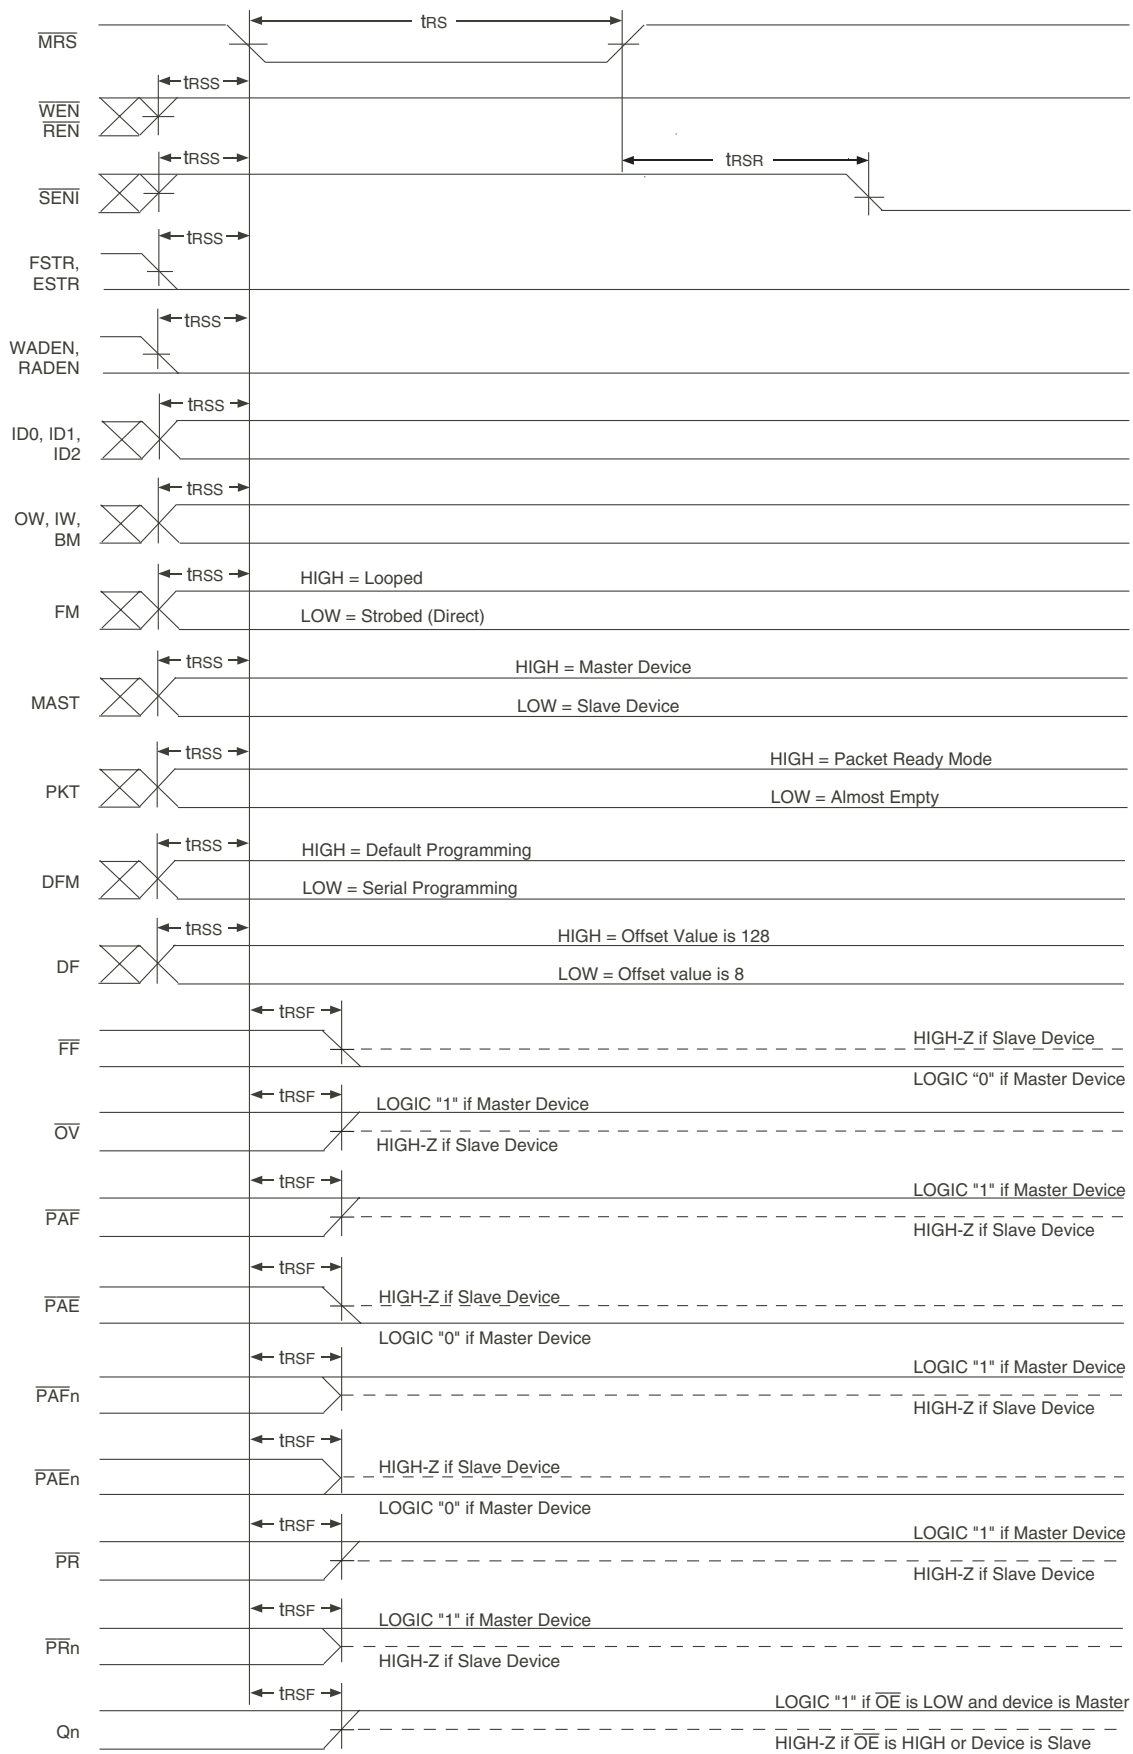 tRS
MRS
tRSS
WEN
REN
tRSS
tRSR
SENI
tRSS
FSTR,
ESTR
tRSS
WADEN,
RADEN
tRSS
ID0, ID1,
ID2
tRSS
OW, IW,
BM
tRSS
HIGH = Looped
FM
LOW = Strobed (Direct)
tRSS
HIGH = Master Device
MAST
LOW = Slave Device
tRSS
HIGH = Packet Ready Mode
PKT
LOW = Almost Empty
tRSS
HIGH = Default Programming
DFM
LOW = Serial Programming
tRSS
HIGH = Offset Value is 128
DF
LOW = Offset value is 8
tRSF
HIGH-Z if Slave Device
FF
LOGIC "0" if Master Device
tRSF
LOGIC "1" if Master Device
OV
HIGH-Z if Slave Device
tRSF
LOGIC "1" if Master Device
PAF
HIGH-Z if Slave Device
tRSF
HIGH-Z if Slave Device
PAE
LOGIC "0" if Master Device
tRSF
LOGIC "1" if Master Device
PAFn
HIGH-Z if Slave Device
tRSF
HIGH-Z if Slave Device
PAEn
LOGIC "0" if Master Device
tRSF
LOGIC "1" if Master Device
PR
HIGH-Z if Slave Device
tRSF
LOGIC "1" if Master Device
PRn
HIGH-Z if Slave Device
tRSF
LOGIC "1" if OE is LOW and device is Master
Qn
HIGH-Z if OE is HIGH or Device is Slave